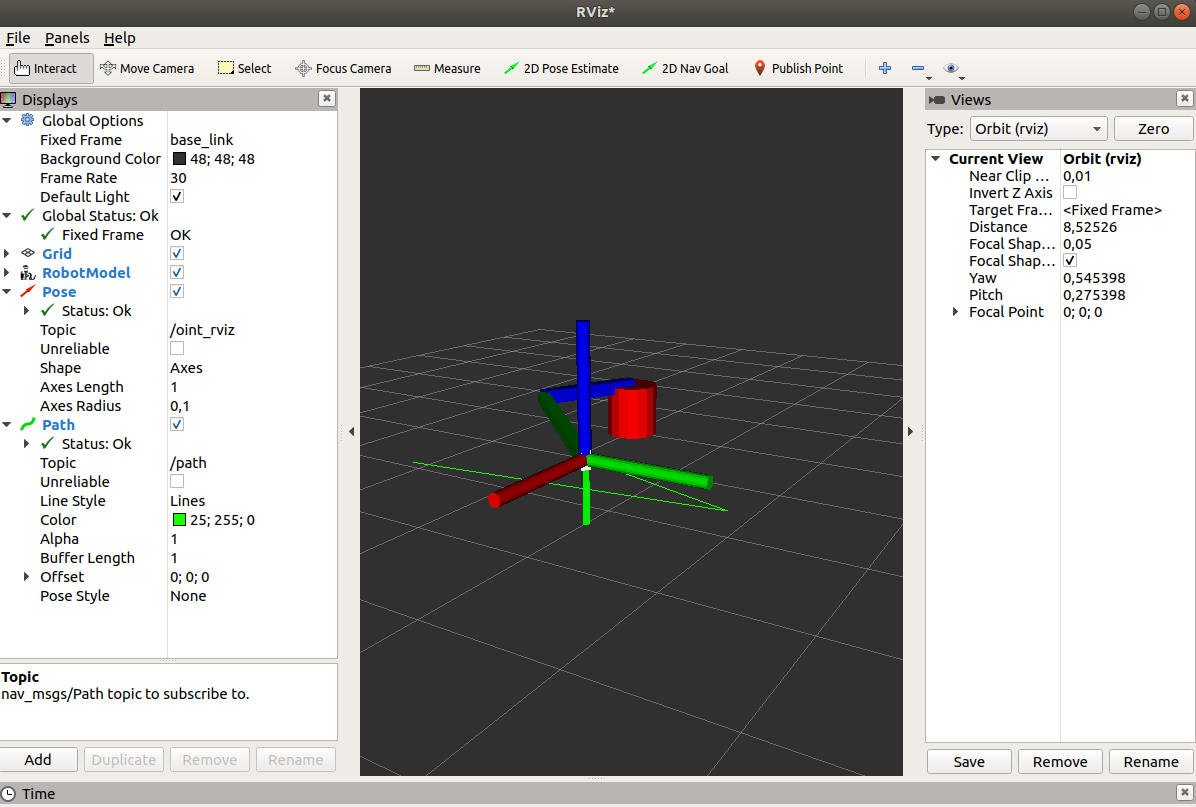 RViz*
File Panels Help
Interact Move Camera Select Focus Camera Measure 2D Pose Estimate 2D Nav Goal Publish Point
Displays
Global Options
Fixed Frame base_link
Background Color 48; 48; 48
Frame Rate 30
Default Light
Global Status: Ok
Fixed Frame OK
Grid
RobotModel
Pose
Status: Ok
Topic /oint_rviz
Unreliable
Shape Axes
Axes Length 1
Axes Radius 0,1
Path
Status: Ok
Topic /path
Unreliable
Line Style Lines
Color 25; 255; 0
Alpha 1
Buffer Length 1
Offset 0; 0; 0
Pose Style None
Topic
nav_msgs/Path topic to subscribe to.
Add Duplicate Remove Rename
Views
Type: Orbit (rviz) Zero
Current View Orbit (rviz)
Near Clip ... 0,01
Invert Z Axis
Target Fra... <Fixed Frame>
Distance 8,52526
Focal Shap... 0,05
Focal Shap...
Yaw 0,545398
Pitch 0,275398
Focal Point 0; 0; 0
Save Remove Rename
Time